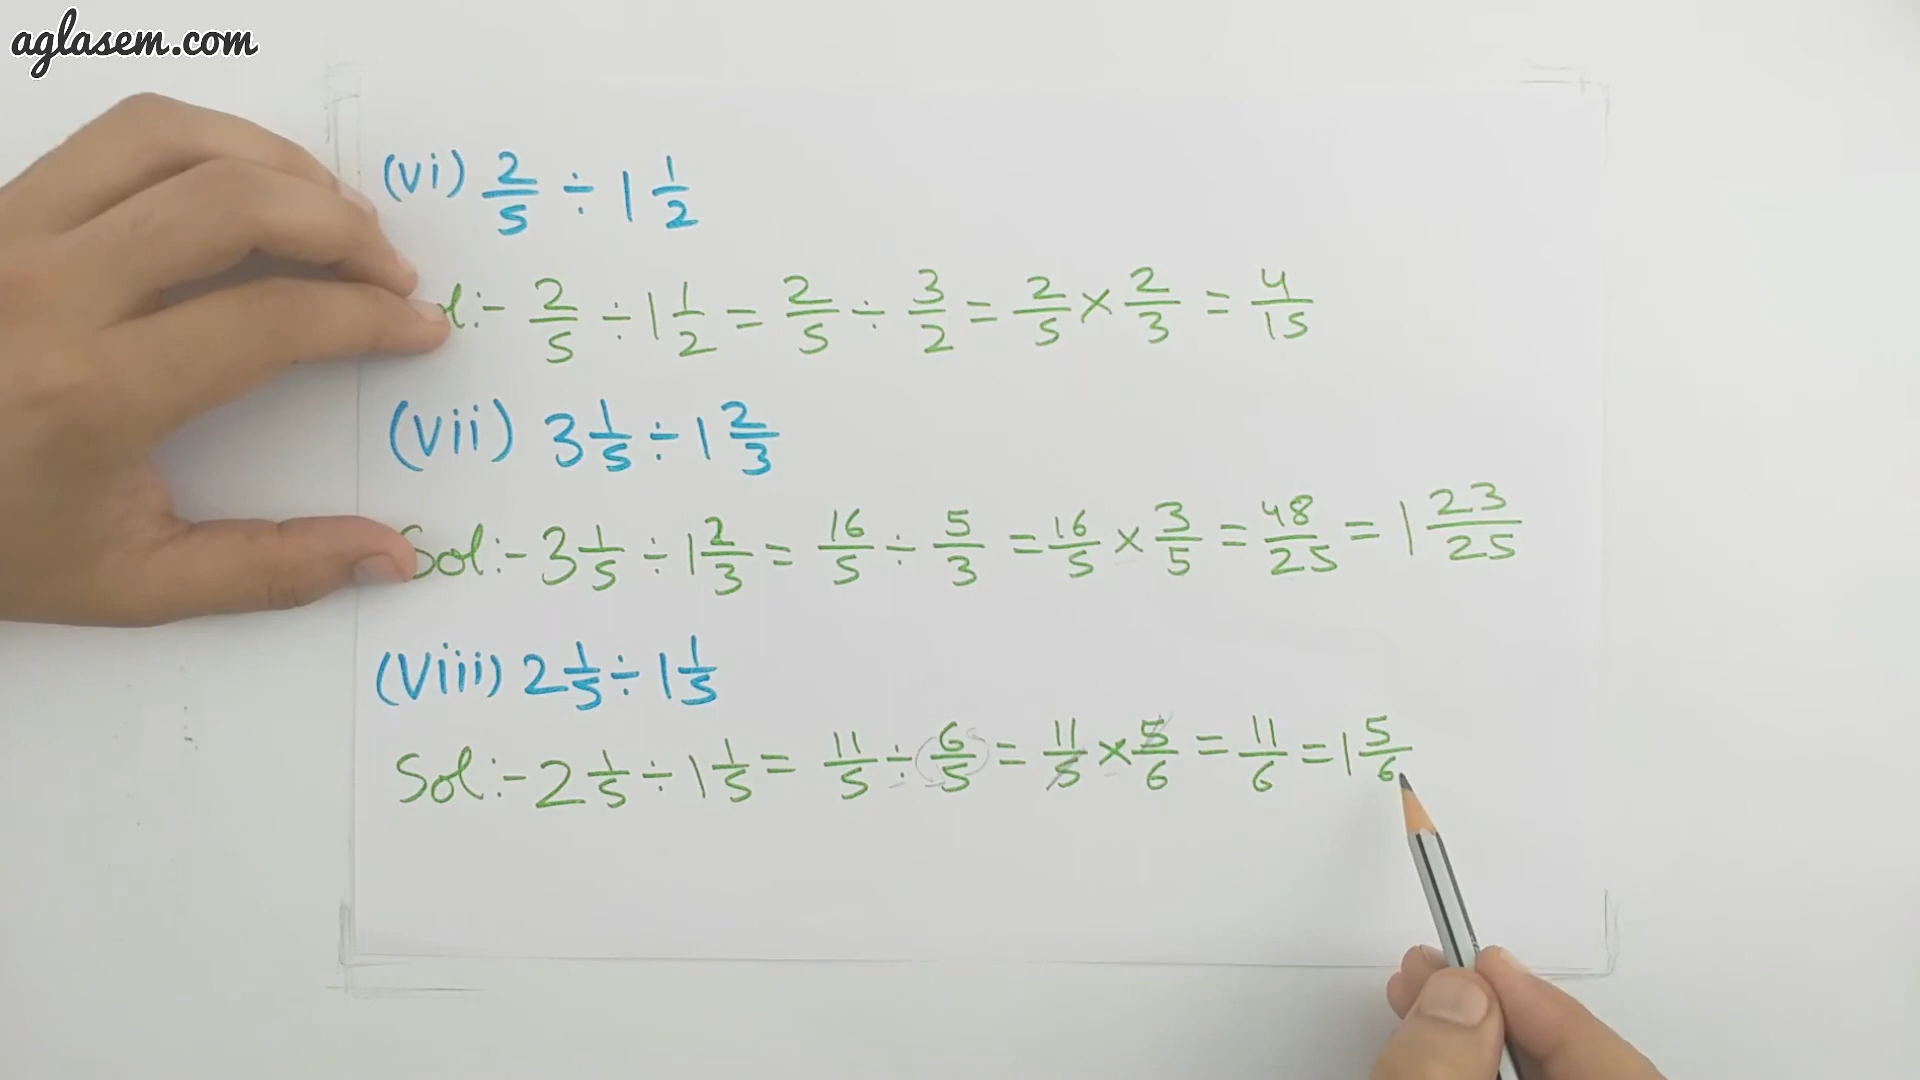 aglasem.com
(vi) 2/5 ÷ 1 1/2
:- 2/5 ÷ 1 1/2 = 2/5 ÷ 3/2 = 2/5 × 2/3 = 4/15
(vii) 3 1/5 ÷ 1 2/3
Sol:- 3 1/5 ÷ 1 2/3 = 16/5 ÷ 5/3 = 16/5 × 3/5 = 48/25 = 1 23/25
(Viii) 2 1/5 ÷ 1 1/5
Sol:- 2 1/5 ÷ 1 1/5 = 11/5 ÷ 6/5 = 11/5 × 5/6 = 11/6 = 1 5/6